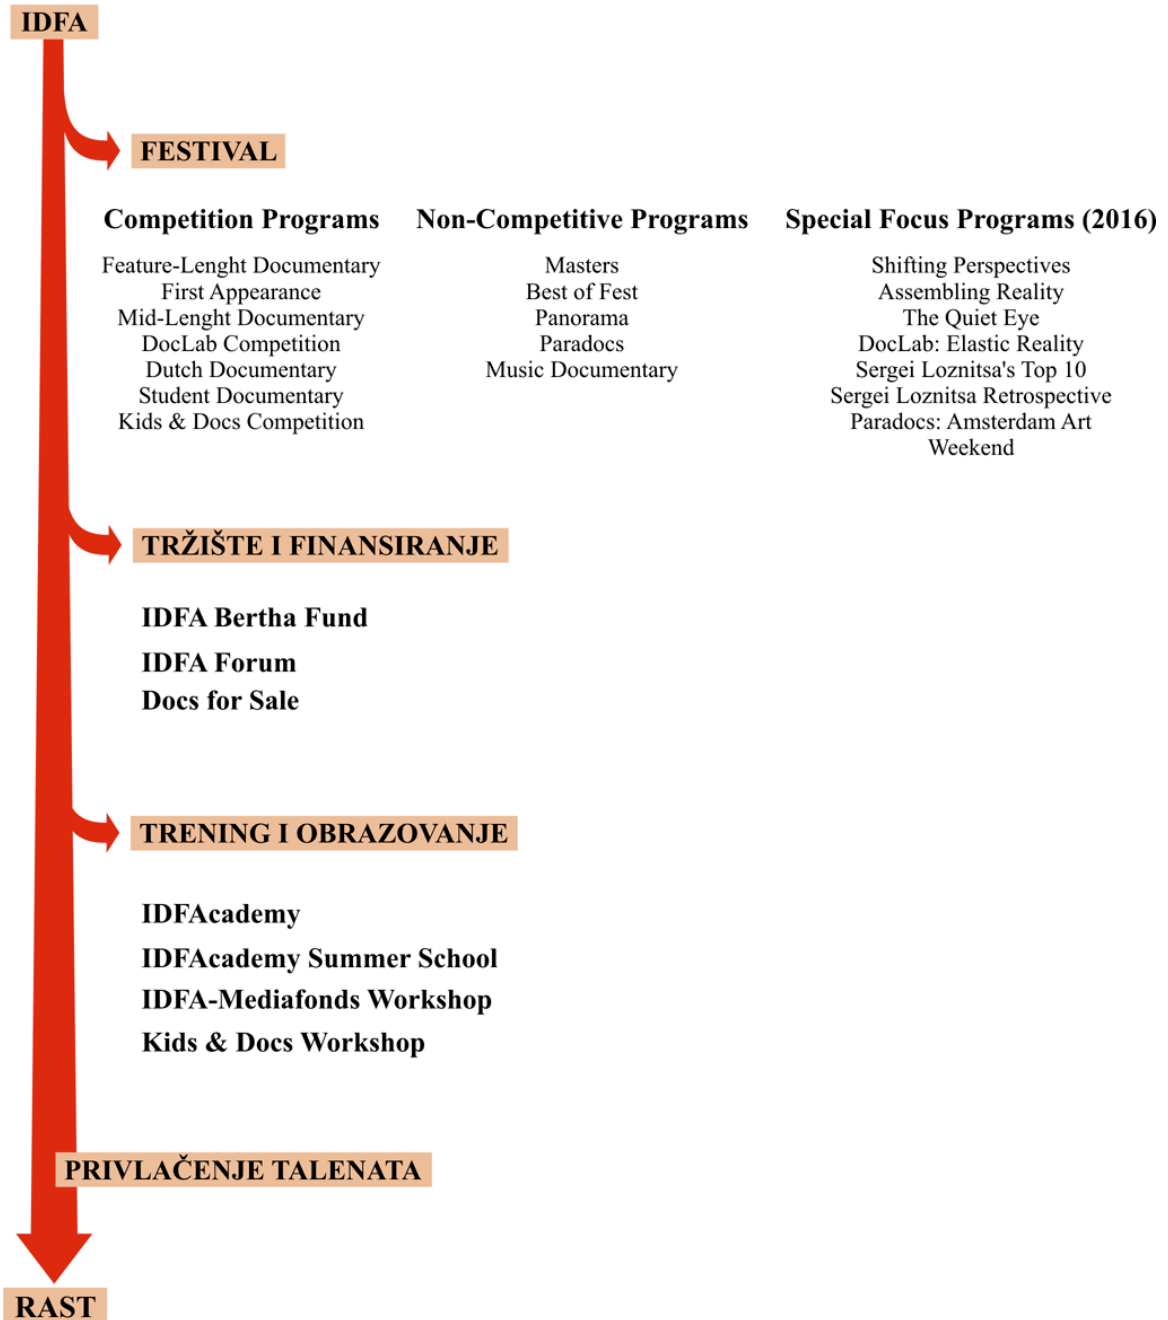 IDFA
FESTIVAL
Competition Programs
Feature-Lenght Documentary
First Appearance
Mid-Lenght Documentary
DocLab Competition
Dutch Documentary
Student Documentary
Kids & Docs Competition
Non-Competitive Programs
Masters
Best of Fest
Panorama
Paradocs
Music Documentary
Special Focus Programs (2016)
Shifting Perspectives
Assembling Reality
The Quiet Eye
DocLab: Elastic Reality
Sergei Loznitsa's Top 10
Sergei Loznitsa Retrospective
Paradocs: Amsterdam Art
Weekend
TRŽIŠTE I FINANSIRANJE
IDFA Bertha Fund
IDFA Forum
Docs for Sale
TRENING I OBRAZOVANJE
IDFAcademy
IDFAcademy Summer School
IDFA-Mediafonds Workshop
Kids & Docs Workshop
PRIVLAČENJE TALENATA
RAST